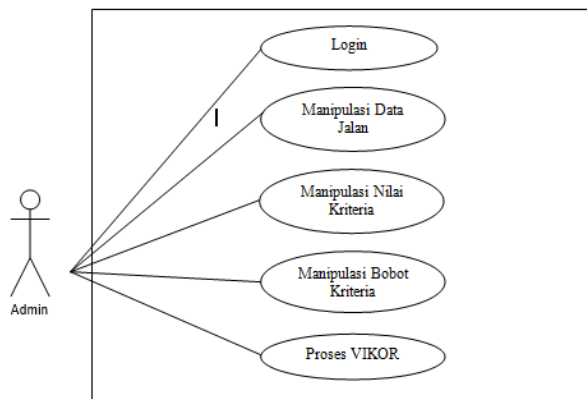 Login
Manipulasi Data
Jalan
Manipulasi Nilai
Kriteria
Manipulasi Bobot
Kriteria
Proses VIKOR
Admin